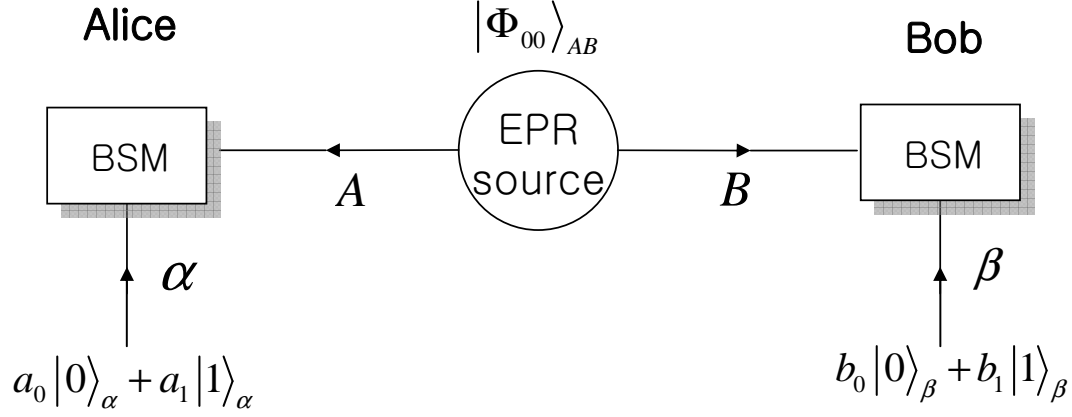 Alice
|Φ₀₀⟩_AB
Bob
BSM
EPR
source
BSM
A
B
α
β
a₀|0⟩_α + a₁|1⟩_α
b₀|0⟩_β + b₁|1⟩_β